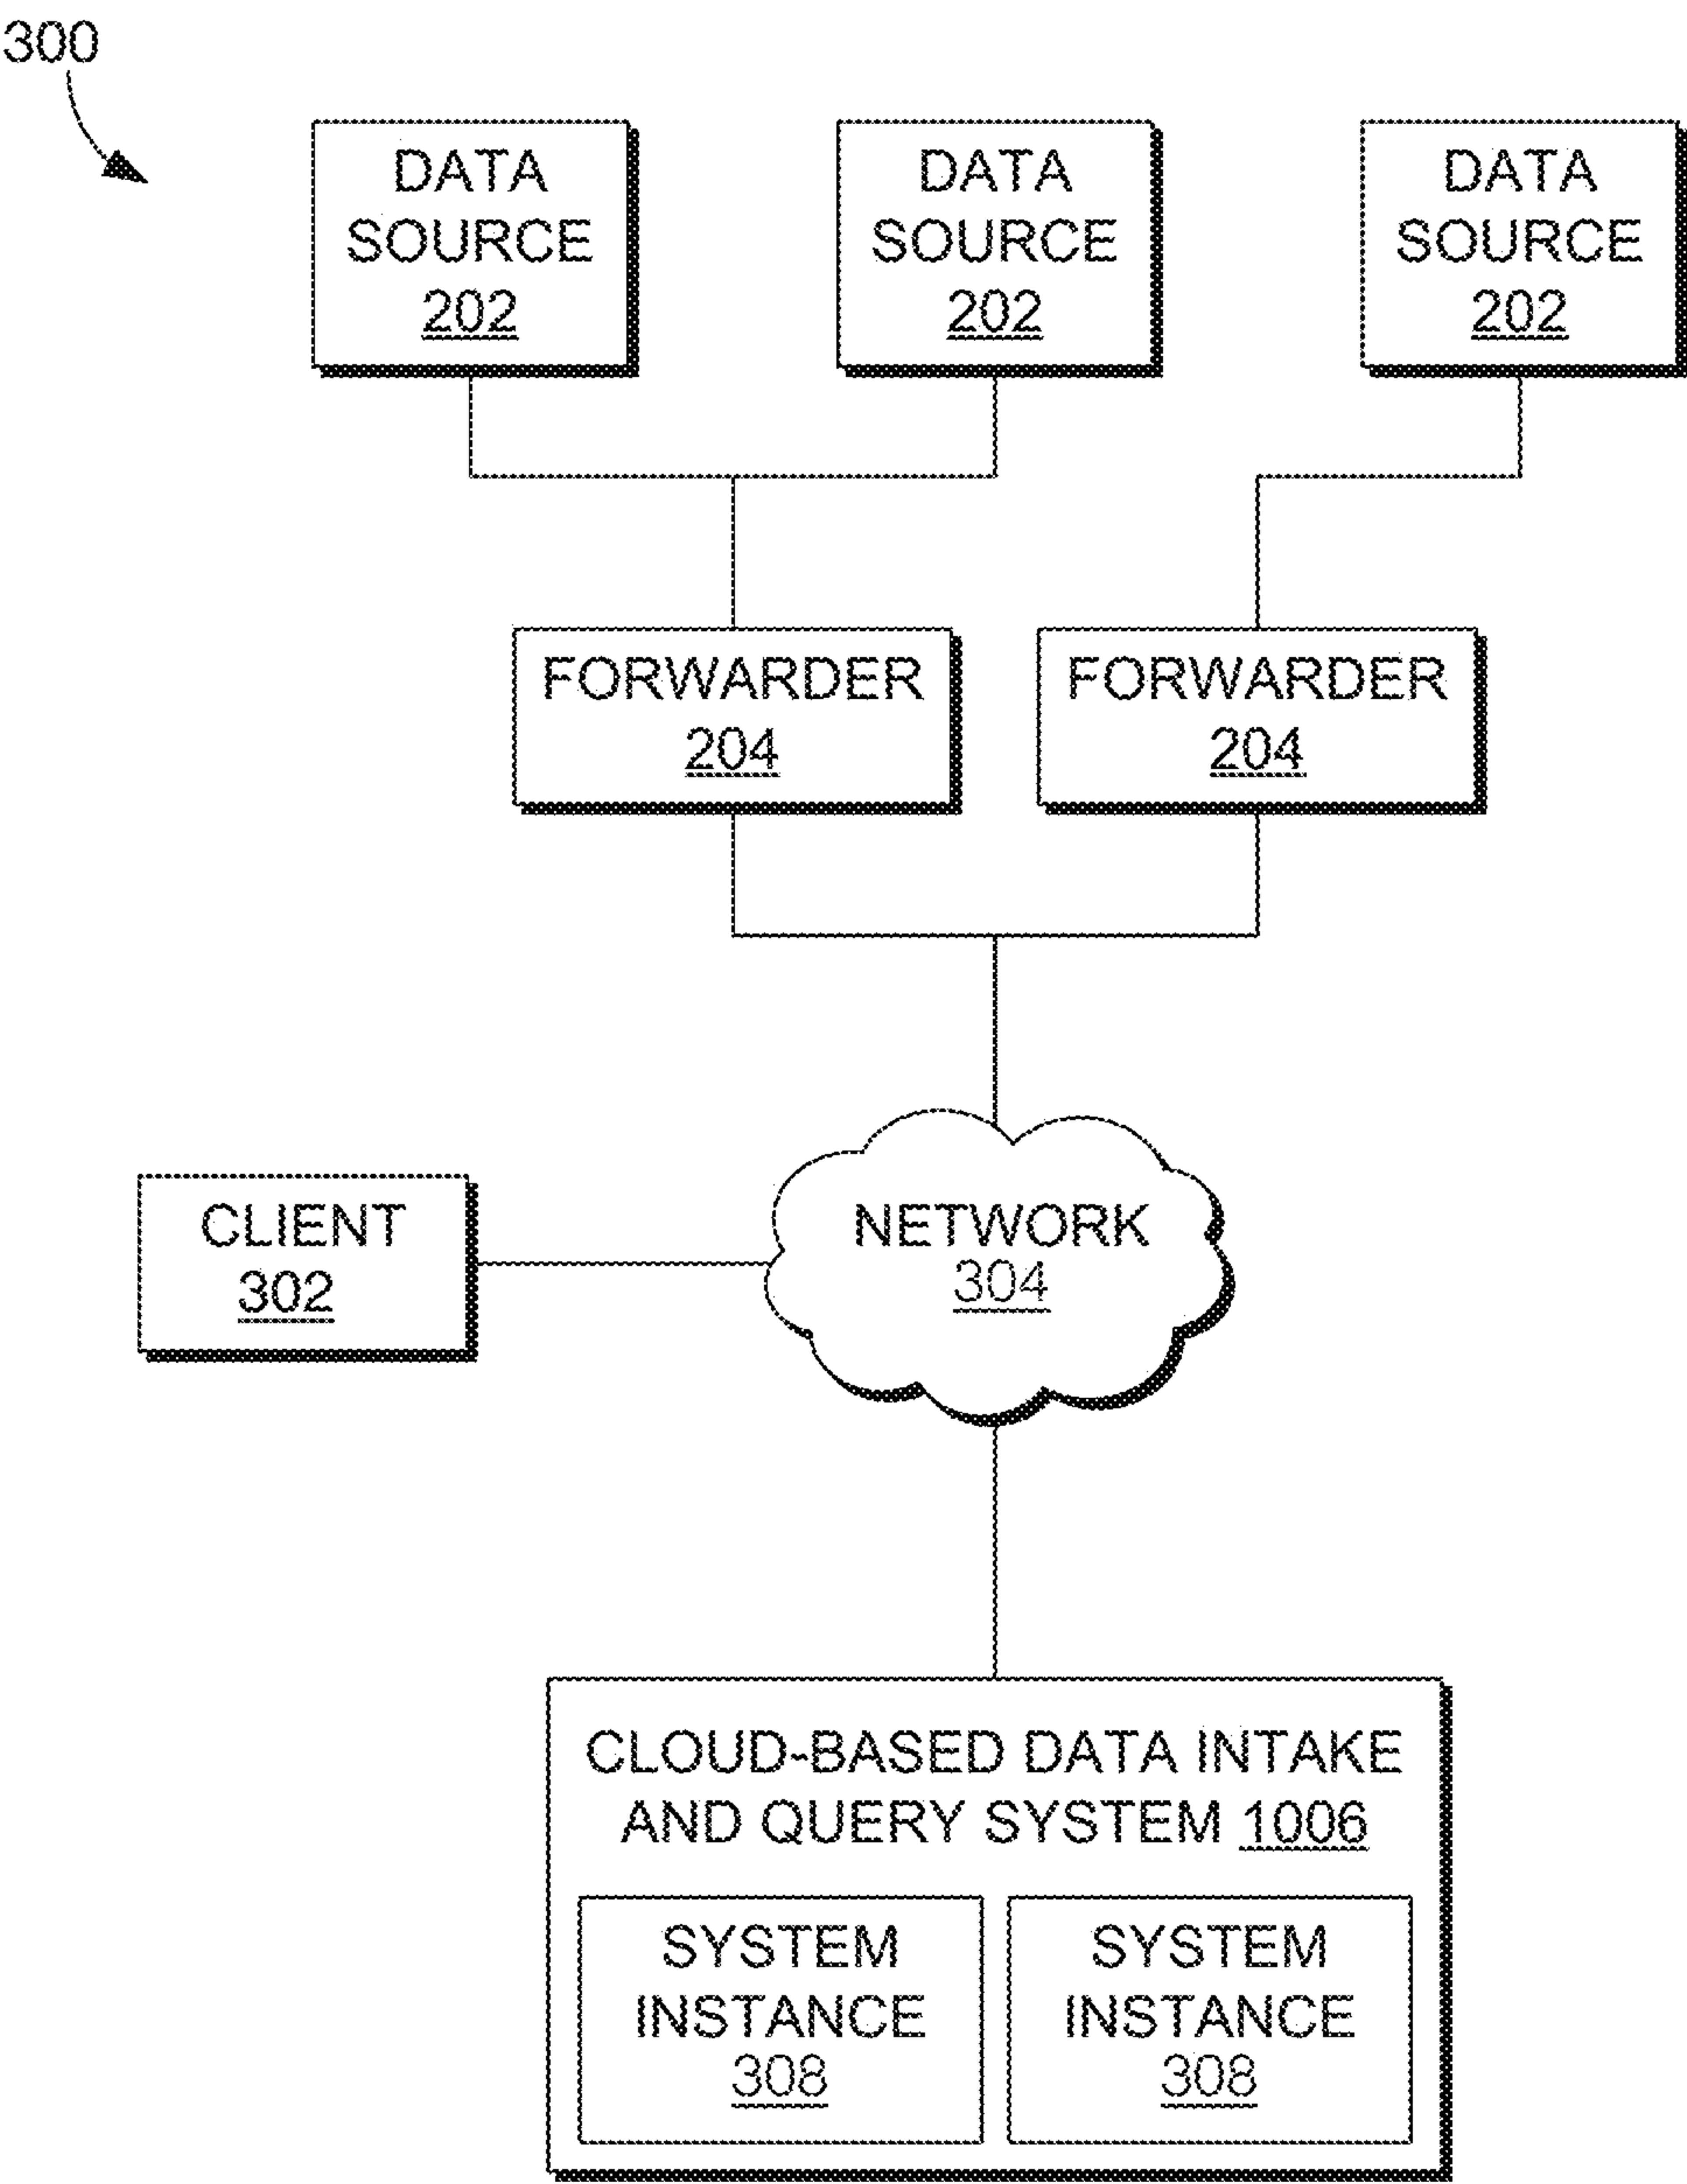 300
DATA
SOURCE
202
DATA
SOURCE
202
DATA
SOURCE
202
FORWARDER
204
FORWARDER
204
CLIENT
302
NETWORK
304
CLOUD-BASED DATA INTAKE
AND QUERY SYSTEM 1006
SYSTEM
INSTANCE
308
SYSTEM
INSTANCE
308